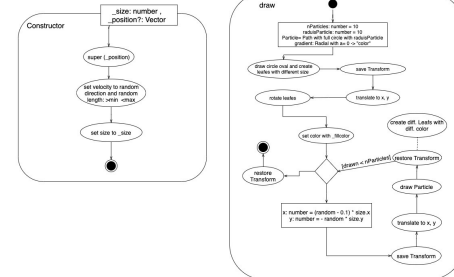 Constructor
_size: number ,
_position?: Vector
super (_position)
set velocity to random
direction and random
length: >min <max
set size to _size
draw
nParticles: number = 10
raduisParticle: number = 10
Particle= Path with full circle with raduisParticle
gradient: Radial with a= 0 -> "color"
draw circle oval and create
leafes with different size
save Transform
translate to x, y
rotate leafes
set color with _fillcolor
[drawn < nParticles]
restore
Transform
x: number = (random - 0.1) * size.x
y: number = - random * size.y
save Transform
translate to x, y
draw Particle
restore Transform
create diff. Leafs with
diff. color